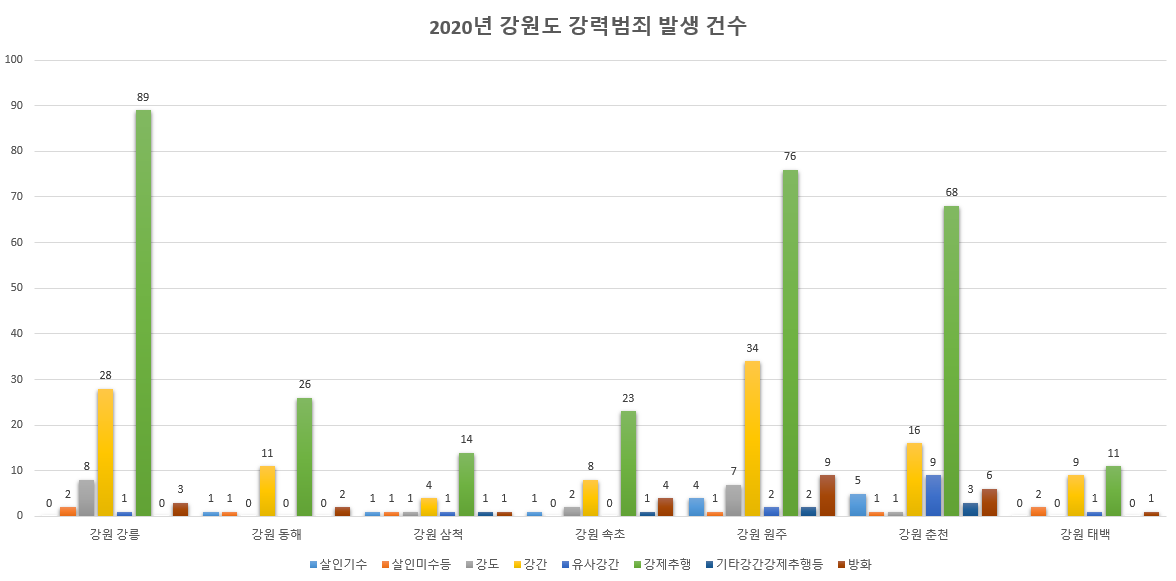 2020년 강원도 강력범죄 발생 건수
100
90
80
70
60
50
40
30
20
10
0
0 2 8 28 1 89 0 3
1 1 0 11 0 26 0 2
1 1 1 4 1 14 1 1
1 0 2 8 0 23 1 4
4 1 7 34 2 76 2 9
5 1 1 16 9 68 3 6
0 2 0 9 1 11 0 1
강원 강릉 강원 동해 강원 삼척 강원 속초 강원 원주 강원 춘천 강원 태백
살인기수 살인미수등 강도 강간 유사강간 강제추행 기타강간강제추행등 방화